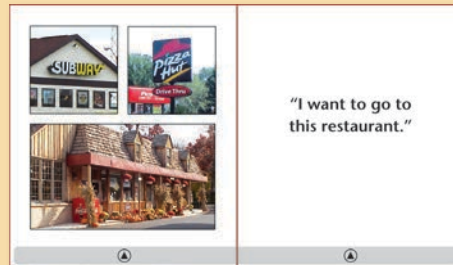 SUBWAY
Pizza
Hut
Drive Thru
"I want to go to
this restaurant."